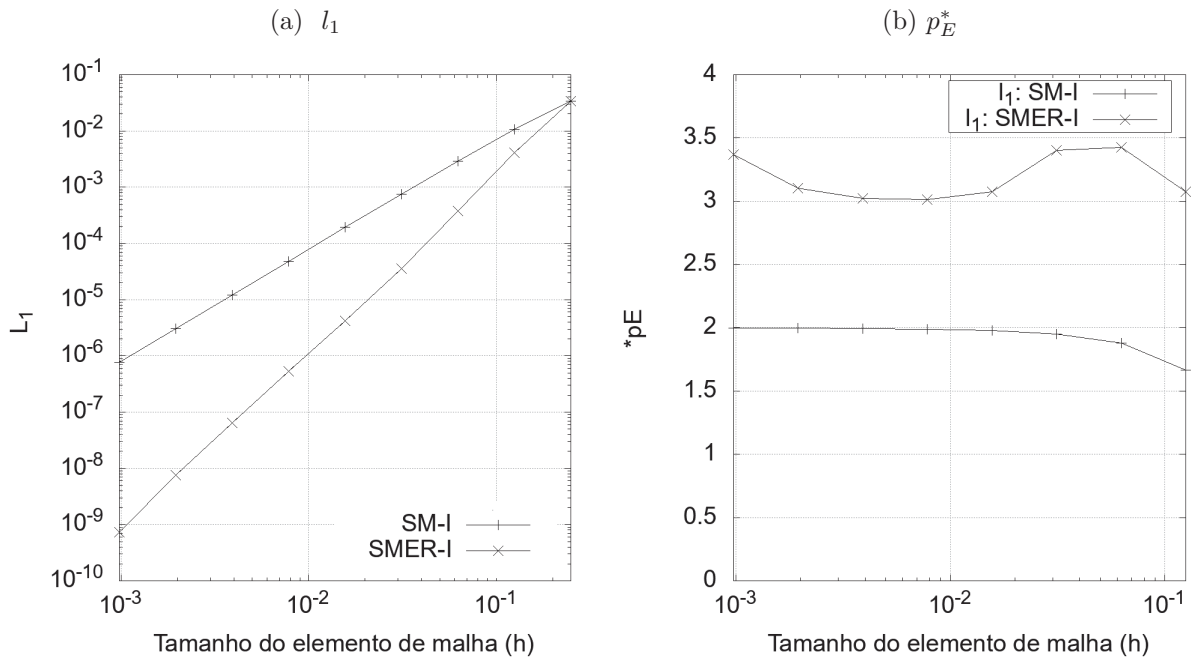 (a) l₁
10⁻¹
10⁻²
10⁻³
10⁻⁴
10⁻⁵
10⁻⁶
10⁻⁷
10⁻⁸
10⁻⁹
10⁻¹⁰
L₁
SM-I
SMER-I
10⁻³ 10⁻² 10⁻¹
Tamanho do elemento de malha (h)
(b) p*_E
4
3.5
3
2.5
2
1.5
1
0.5
0
*pE
l₁: SM-I
l₁: SMER-I
10⁻³ 10⁻² 10⁻¹
Tamanho do elemento de malha (h)